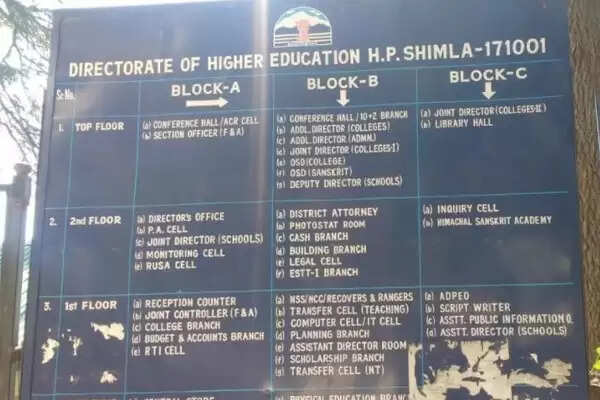 DIRECTORATE OF HIGHER EDUCATION H.P. SHIMLA-171001
Sr.No. BLOCK-A BLOCK-B BLOCK-C
1. TOP FLOOR
(a) CONFERENCE HALL/ACR CELL
(b) SECTION OFFICER (F&A)
(a) CONFERENCE HALL/10+2 BRANCH
(b) ADDL.DIRECTOR (COLLEGES)
(c) ADDL.DIRECTOR (ADMN.)
(d) JOINT DIRECTOR (COLLEGES-I)
(e) OSD (COLLEGE)
(f) OSD (SANSKRIT)
(g) DEPUTY DIRECTOR (SCHOOLS)
(a) JOINT DIRECTOR (COLLEGES-II)
(b) LIBRARY HALL
2. 2nd FLOOR
(a) DIRECTOR'S OFFICE
(b) P.A. CELL
(c) JOINT DIRECTOR (SCHOOLS)
(d) MONITORING CELL
(e) RUSA CELL
(a) DISTRICT ATTORNEY
(b) PHOTOSTAT ROOM
(c) CASH BRANCH
(d) BUILDING BRANCH
(e) LEGAL CELL
(f) ESTT-I BRANCH
(a) INQUIRY CELL
(b) HIMACHAL SANSKRIT ACADEMY
3. 1st FLOOR
(a) RECEPTION COUNTER
(b) JOINT CONTROLLER (F&A)
(c) COLLEGE BRANCH
(d) BUDGET & ACCOUNTS BRANCH
(e) RTI CELL
(a) NSS/NCC/RECOVERS & RANGERS
(b) TRANSFER CELL (TEACHING)
(c) COMPUTER CELL/IT CELL
(d) PLANNING BRANCH
(e) ASSISTANT DIRECTOR ROOM
(f) SCHOLARSHIP BRANCH
(g) TRANSFER CELL (NT)
(a) ADPEO
(b) SCRIPT WRITER
(c) ASSTT. PUBLIC INFORMATION O
(d) ASSTT. DIRECTOR (SCHOOLS)
PHYSICAL EDUCATION